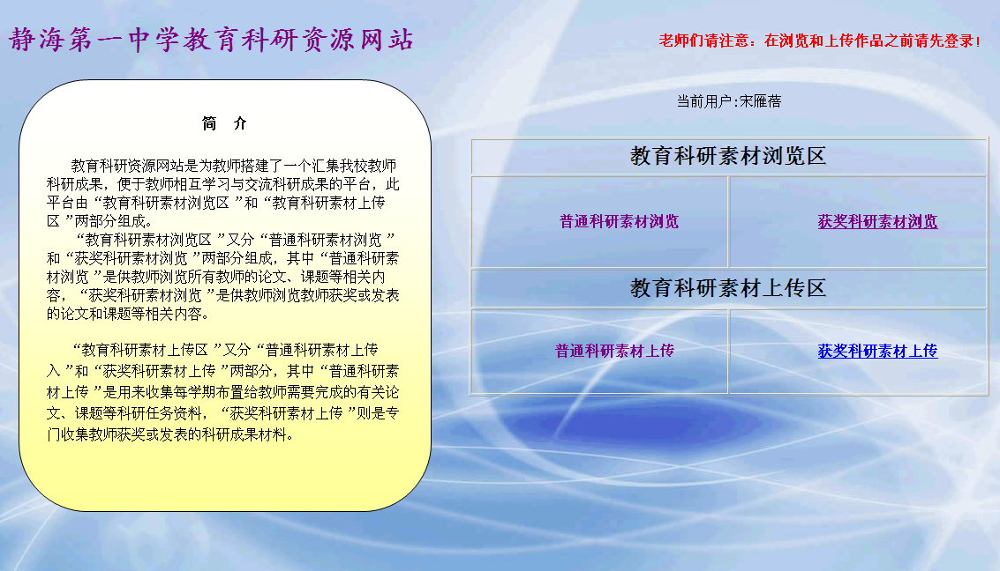 静海第一中学教育科研资源网站
老师们请注意：在浏览和上传作品之前请先登录！
当前用户:宋雁蓓
简 介
教育科研资源网站是为教师搭建了一个汇集我校教师
科研成果，便于教师相互学习与交流科研成果的平台，此
平台由“教育科研素材浏览区”和“教育科研素材上传
区”两部分组成。
“教育科研素材浏览区”又分“普通科研素材浏览”
和“获奖科研素材浏览”两部分组成，其中“普通科研素
材浏览”是供教师浏览所有教师的论文、课题等相关内
容，“获奖科研素材浏览”是供教师浏览教师获奖或发表
的论文和课题等相关内容。
“教育科研素材上传区”又分“普通科研素材上传
入”和“获奖科研素材上传”两部分，其中“普通科研素
材上传”是用来收集每学期布置给教师需要完成的有关论
文、课题等科研任务资料，“获奖科研素材上传”则是专
门收集教师获奖或发表的科研成果材料。
教育科研素材浏览区
普通科研素材浏览 获奖科研素材浏览
教育科研素材上传区
普通科研素材上传 获奖科研素材上传